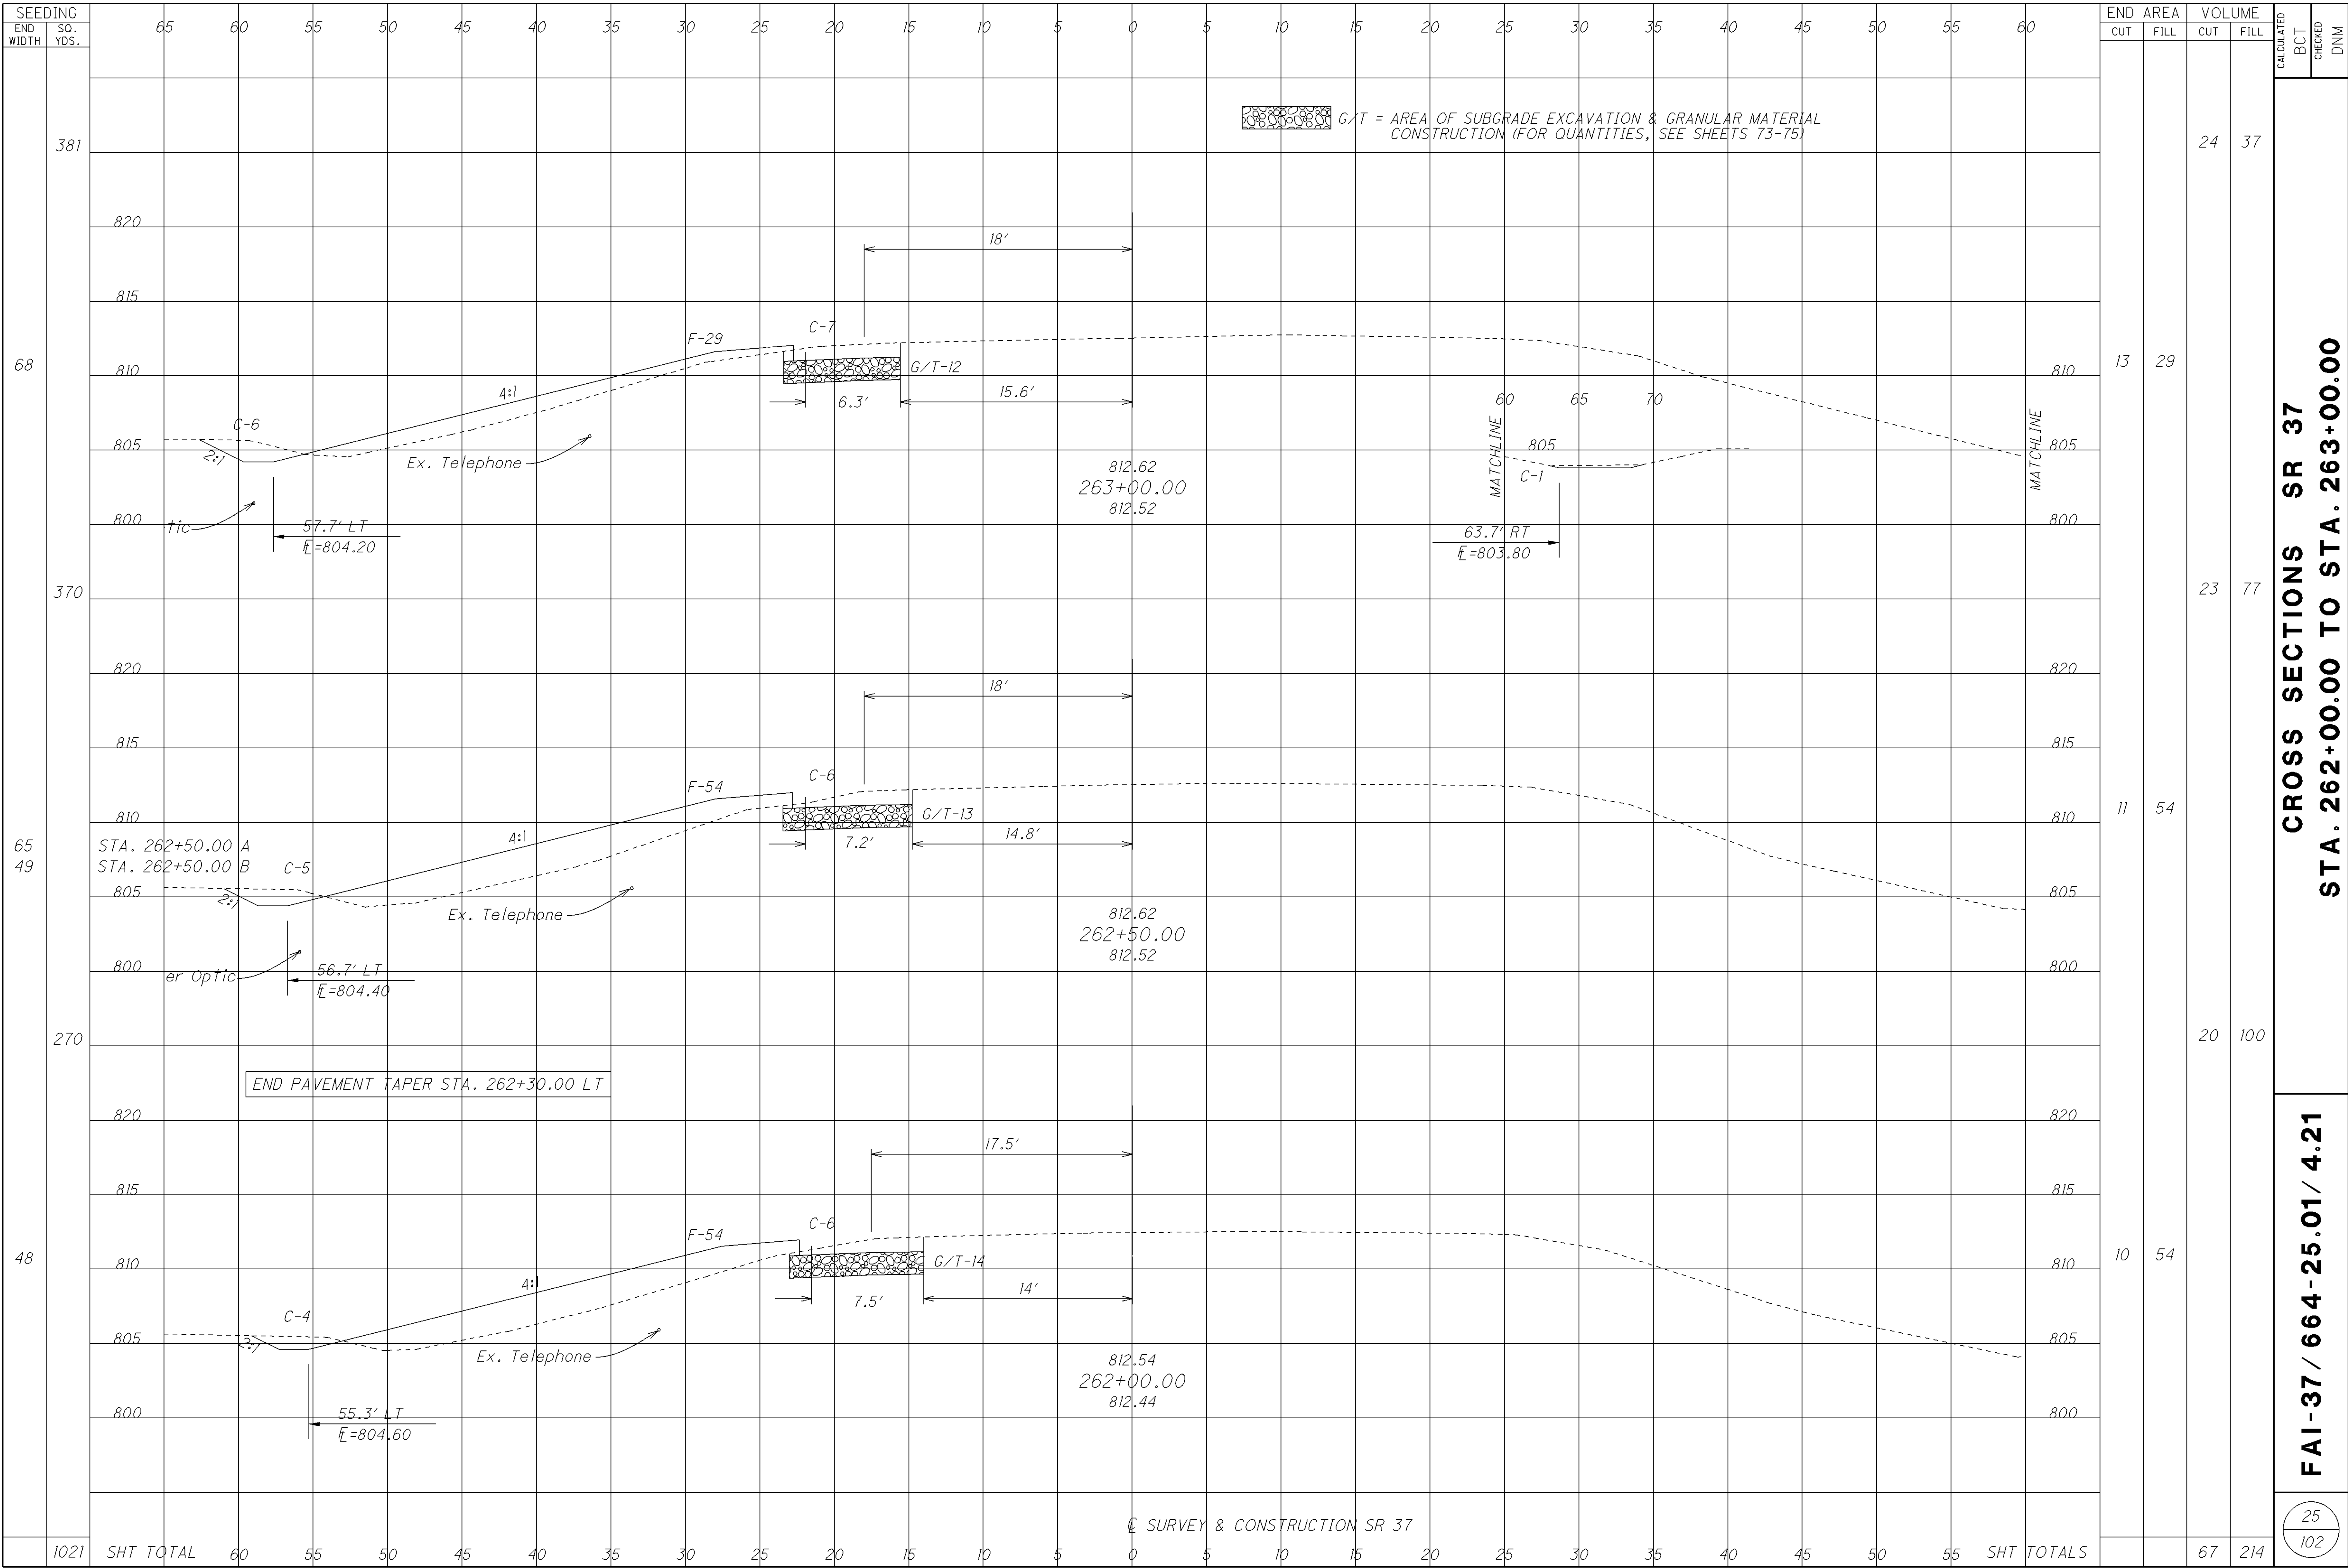 SEEDING
END WIDTH
SQ. YDS.
65 60 55 50 45 40 35 30 25 20 15 10 5 0 5 10 15 20 25 30 35 40 45 50 55 60
END AREA
VOLUME
CUT FILL CUT FILL
CALCULATED
BCT
CHECKED
DNM
G/T = AREA OF SUBGRADE EXCAVATION & GRANULAR MATERIAL
CONSTRUCTION (FOR QUANTITIES, SEE SHEETS 73-75)
381
24 37
820
18'
815
C-7
F-29
68
810
4:1
G/T-12
810
13 29
6.3'
15.6'
60 65 70
C-6
2:1
805
Ex. Telephone
MATCHLINE
805
C-1
MATCHLINE
805
812.62
263+00.00
812.52
tic
800
57.7' LT
FL=804.20
63.7' RT
FL=803.80
800
370
23 77
820
18'
820
815
815
C-6
F-54
810
4:1
G/T-13
810
11 54
65
STA. 262+50.00 A
7.2'
14.8'
49
STA. 262+50.00 B
C-5
805
2:1
Ex. Telephone
805
812.62
262+50.00
812.52
er Optic
800
56.7' LT
FL=804.40
800
270
20 100
END PAVEMENT TAPER STA. 262+30.00 LT
820
820
17.5'
815
815
C-6
F-54
48
810
4:1
G/T-14
810
10 54
7.5'
14'
C-4
805
2:1
Ex. Telephone
805
812.54
262+00.00
812.44
800
55.3' LT
FL=804.60
800
℄ SURVEY & CONSTRUCTION SR 37
1021 SHT TOTAL
60 55 50 45 40 35 30 25 20 15 10 5 0 5 10 15 20 25 30 35 40 45 50 55
SHT TOTALS
67 214
CROSS SECTIONS SR 37
STA. 262+00.00 TO STA. 263+00.00
FAI-37/664-25.01/4.21
25
102